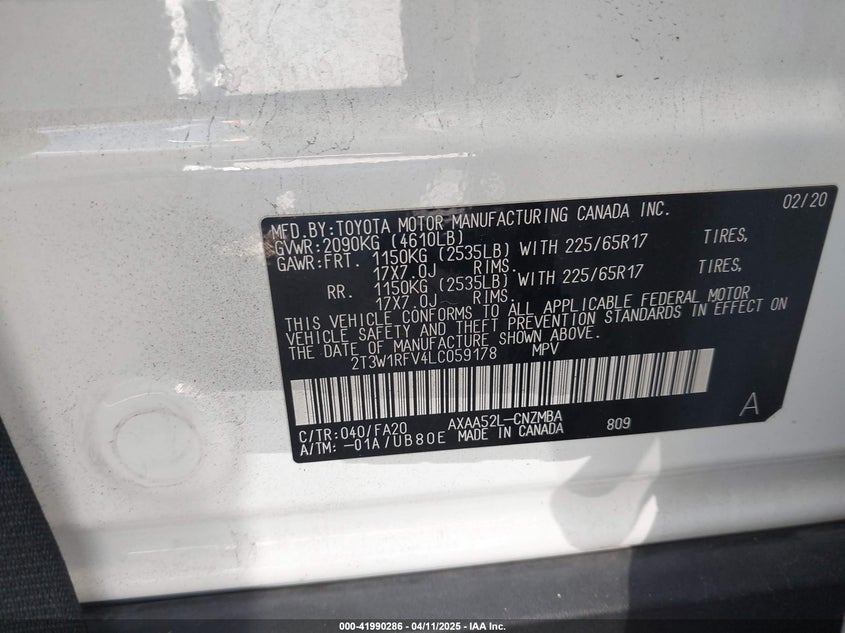 02/20
MFD.BY:TOYOTA MOTOR MANUFACTURING CANADA INC.
GVWR:2090KG (4610LB)
GAWR:FRT. 1150KG (2535LB) WITH 225/65R17 TIRES,
17X7.0J RIMS.
RR. 1150KG (2535LB) WITH 225/65R17 TIRES,
17X7.0J RIMS.
THIS VEHICLE CONFORMS TO ALL APPLICABLE FEDERAL MOTOR
VEHICLE SAFETY AND THEFT PREVENTION STANDARDS IN EFFECT ON
THE DATE OF MANUFACTURE SHOWN ABOVE.
2T3W1RFV4LC059178 MPV
C/TR:040/FA20 AXAA52L-CNZMBA 809 A
A/TM:-01A/UB80E MADE IN CANADA
000-41990286 - 04/11/2025 - IAA Inc.